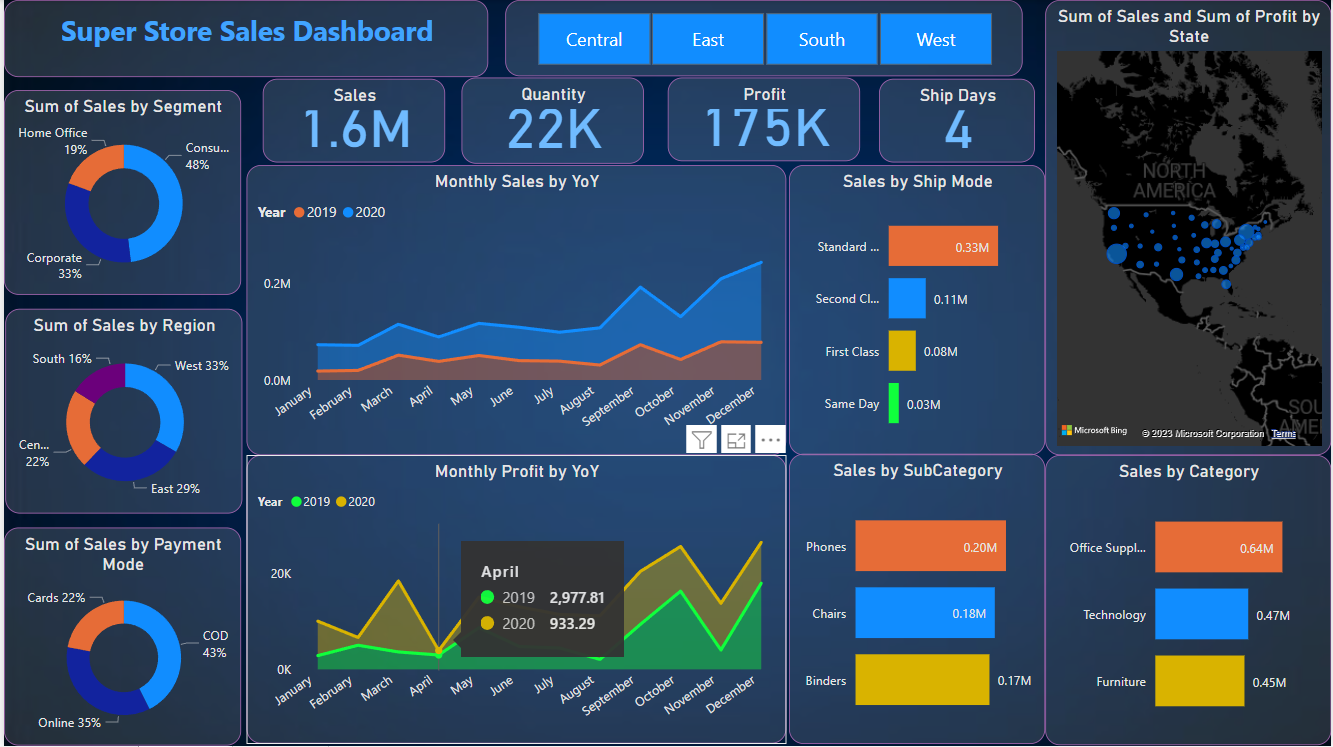 Super Store Sales Dashboard
Central
East
South
West
Sum of Sales and Sum of Profit by
State
Sales
1.6M
Quantity
22K
Profit
175K
Ship Days
4
Sum of Sales by Segment
Home Office
19%
Consu...
48%
Corporate
33%
Monthly Sales by YoY
Year 2019 2020
0.2M
0.0M
January
February
March
April
May
June
July
August
September
October
November
December
Sales by Ship Mode
Standard ...
0.33M
Second Cl...
0.11M
First Class
0.08M
Same Day
0.03M
NORTH
AMERICA
SOU
AME
Microsoft Bing
© 2023 Microsoft Corporation Terms
Sum of Sales by Region
South 16%
West 33%
Cen...
22%
East 29%
Monthly Profit by YoY
Year 2019 2020
20K
0K
April
2019 2,977.81
2020 933.29
January
February
March
April
May
June
July
August
September
October
November
December
Sales by SubCategory
Phones
0.20M
Chairs
0.18M
Binders
0.17M
Sales by Category
Office Suppl...
0.64M
Technology
0.47M
Furniture
0.45M
Sum of Sales by Payment
Mode
Cards 22%
COD
43%
Online 35%